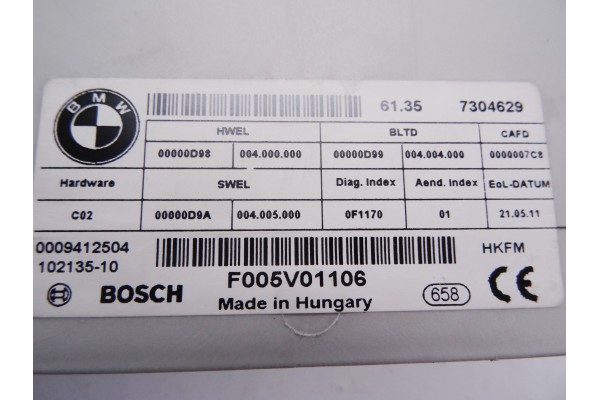 BMW
61.35 7304629
HWEL BLTD CAFD
00000D98 004.000.000 00000D99 004.004.000 0000007C8
Hardware SWEL Diag. Index Aend. Index EoL-DATUM
C02 00000D9A 004.005.000 0F1170 01 21.05.11
0009412504 HKFM
102135-10
F005V01106
BOSCH Made in Hungary 658 CE